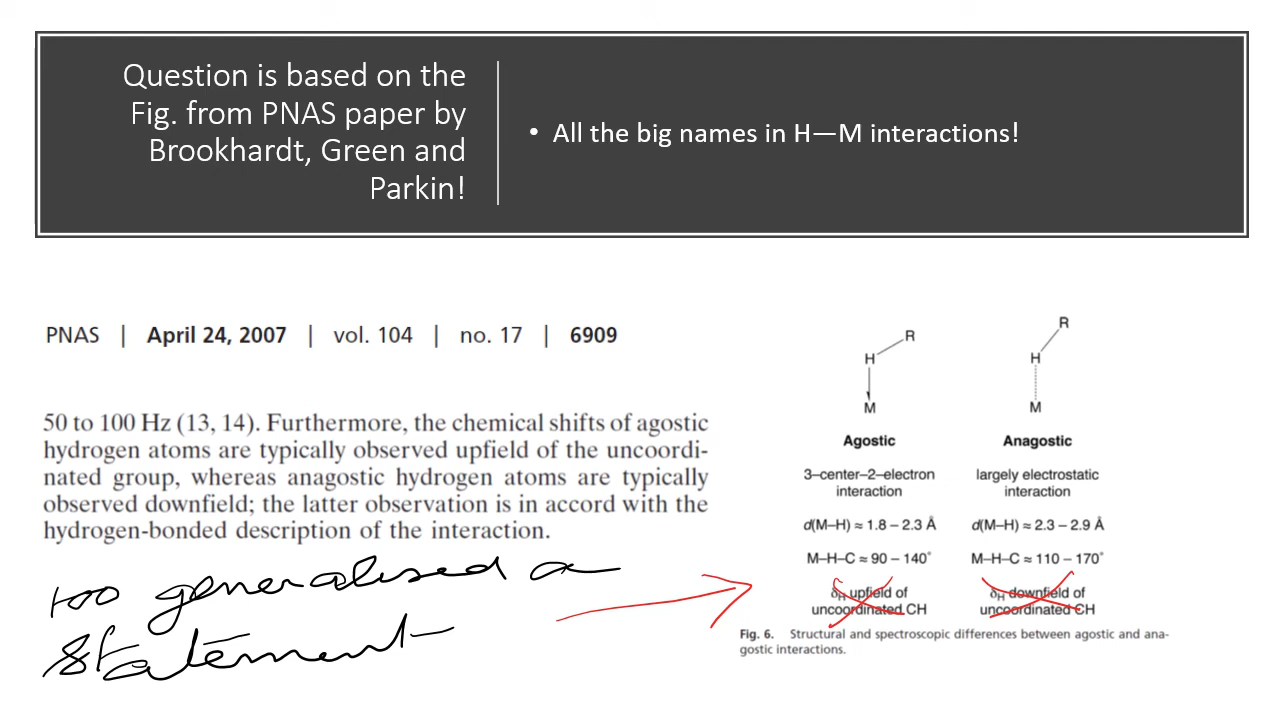 Question is based on the
Fig. from PNAS paper by
Brookhardt, Green and
Parkin!
• All the big names in H—M interactions!
PNAS | April 24, 2007 | vol. 104 | no. 17 | 6909
50 to 100 Hz (13, 14). Furthermore, the chemical shifts of agostic
hydrogen atoms are typically observed upfield of the uncoordi-
nated group, whereas anagostic hydrogen atoms are typically
observed downfield; the latter observation is in accord with the
hydrogen-bonded description of the interaction.
too generalised a
statement
R
H
M
Agostic
3–center–2–electron
interaction
d(M–H) ≈ 1.8 – 2.3 Å
M–H–C ≈ 90 – 140°
δH upfield of
uncoordinated CH
R
H
M
Anagostic
largely electrostatic
interaction
d(M–H) ≈ 2.3 – 2.9 Å
M–H–C ≈ 110 – 170°
δH downfield of
uncoordinated CH
Fig. 6. Structural and spectroscopic differences between agostic and ana-
gostic interactions.